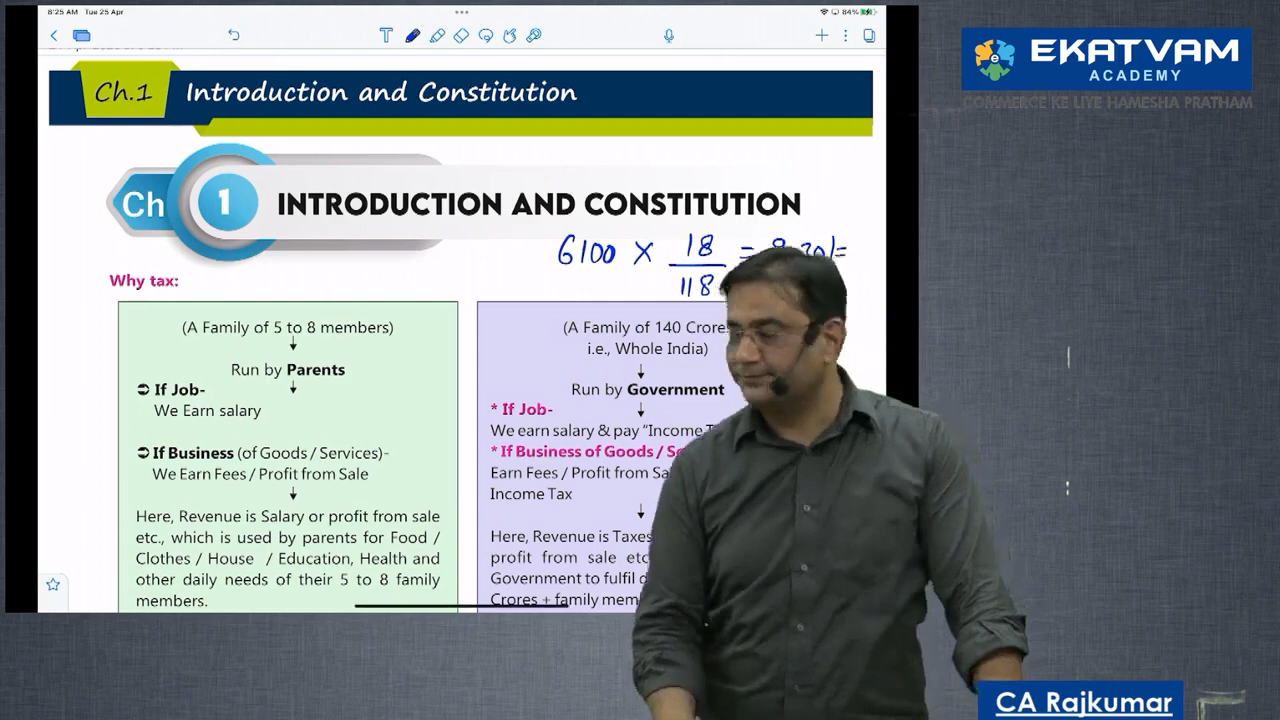 8:25 AM Tue 25 Apr
84%
EKATVAM
ACADEMY
COMMERCE KE LIYE HAMESHA PRATHAM
Ch.1 Introduction and Constitution
Ch 1 INTRODUCTION AND CONSTITUTION
6100 × 18/118 =
Why tax:
(A Family of 5 to 8 members)
Run by Parents
If Job-
We Earn salary
If Business (of Goods / Services)-
We Earn Fees / Profit from Sale
Here, Revenue is Salary or profit from sale
etc., which is used by parents for Food /
Clothes / House / Education, Health and
other daily needs of their 5 to 8 family
members.
(A Family of 140
i.e., Whole India)
Run by Government
* If Job-
We earn salary & pay "Income
* If Business of Goods /
Earn Fees / Profit from
Income Tax
Here, Revenue is Taxes
profit from sale
Government to fulfil
Crores + family
CA Rajkumar